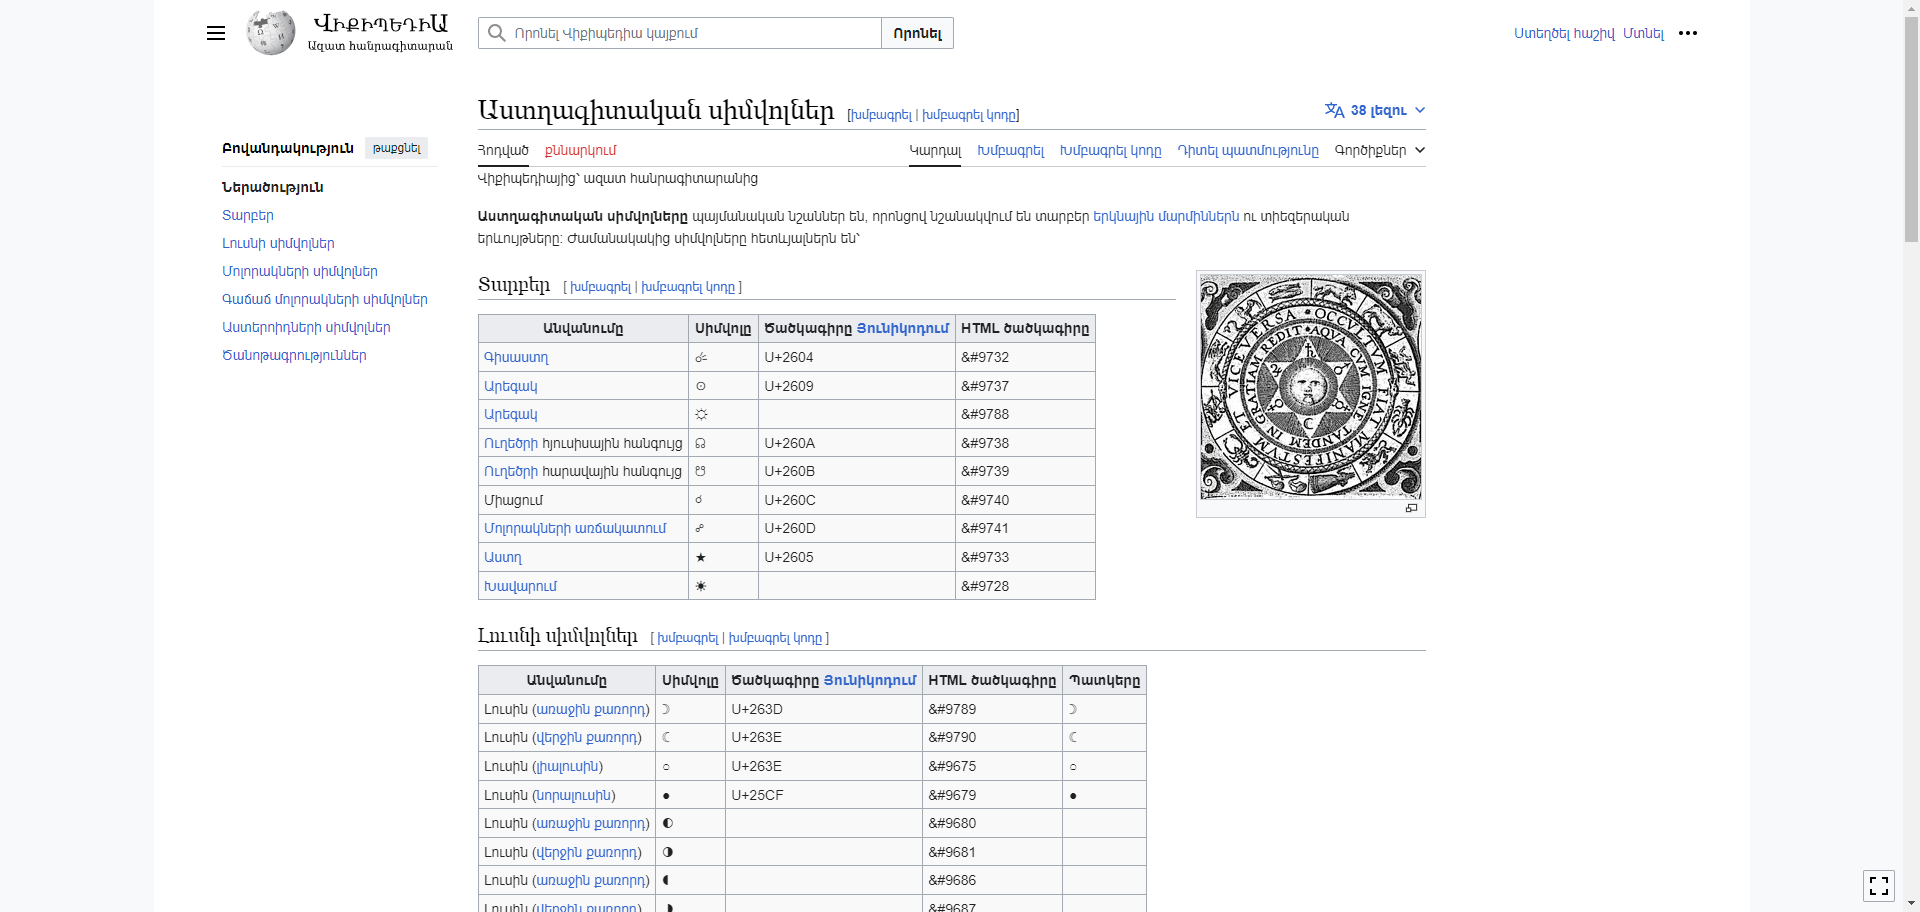 ՎԻՔԻՊԵԴԻԱ
Ազատ հանրագիտարան
Որոնել Վիքիպեդիա կայքում
Որոնել
Ստեղծել հաշիվ Մտնել
Բովանդակություն թաքցնել
Ներածություն
Տարբեր
Լուսնի սիմվոլներ
Մոլորակների սիմվոլներ
Գաճաճ մոլորակների սիմվոլներ
Աստերոիդների սիմվոլներ
Ծանոթագրություններ
Աստղագիտական սիմվոլներ [խմբագրել | խմբագրել կոդը]
38 լեզու
Հոդված քննարկում Կարդալ Խմբագրել Խմբագրել կոդը Դիտել պատմությունը Գործիքներ
Վիքիպեդիայից՝ ազատ հանրագիտարանից
Աստղագիտական սիմվոլները պայմանական նշաններ են, որոնցով նշանակվում են տարբեր երկնային մարմիններն ու տիեզերական
երևույթները։ Ժամանակակից սիմվոլները հետևյալներն են՝
Տարբեր [ խմբագրել | խմբագրել կոդը ]
Անվանումը Սիմվոլը Ծածկագիրը Յունիկոդում HTML ծածկագիրը
Գիսաստղ ☄ U+2604 &#9732
Արեգակ ☉ U+2609 &#9737
Արեգակ ☼ &#9788
Ուղեծրի հյուսիսային հանգույց ☊ U+260A &#9738
Ուղեծրի հարավային հանգույց ☋ U+260B &#9739
Միացում ☌ U+260C &#9740
Մոլորակների առճակատում ☍ U+260D &#9741
Աստղ ★ U+2605 &#9733
Խավարում ☀ &#9728
VICE VERSA • OCCVLTVM FIAT MANIFESTVM ET
REDIT • AQVA CVM IGNE TANDEM IN GRATIAM
Լուսնի սիմվոլներ [ խմբագրել | խմբագրել կոդը ]
Անվանումը Սիմվոլը Ծածկագիրը Յունիկոդում HTML ծածկագիրը Պատկերը
Լուսին (առաջին քառորդ) ☽ U+263D &#9789 ☽
Լուսին (վերջին քառորդ) ☾ U+263E &#9790 ☾
Լուսին (լիալուսին) ○ U+263E &#9675 ○
Լուսին (նորալուսին) ● U+25CF &#9679 ●
Լուսին (առաջին քառորդ) ◐ &#9680
Լուսին (վերջին քառորդ) ◑ &#9681
Լուսին (առաջին քառորդ) ◖ &#9686
Լուսին (վերջին քառորդ) ◗ &#9687